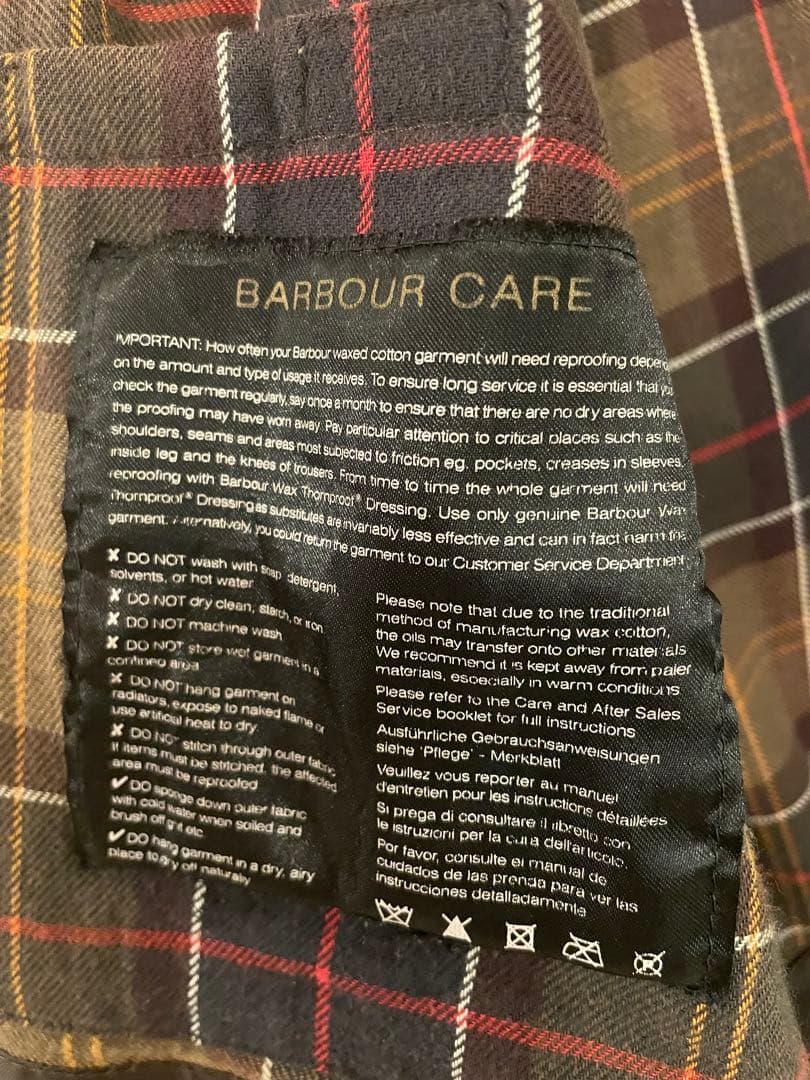 BARBOUR CARE
IMPORTANT: How often your Barbour waxed cotton garment will need reproofing depend
on the amount and type of usage it receives. To ensure long service it is essential that you
check the garment regularly, say once a month to ensure that there are no dry areas where
the proofing may have worn away. Pay particular attention to critical places such as the
shoulders, seams and areas most subjected to friction eg. pockets, creases in sleeves,
inside leg and the knees of trousers. From time to time the whole garment will need
reproofing with Barbour Wax Thornproof® Dressing. Use only genuine Barbour Wax
Thornproof® Dressing as substitutes are invariably less effective and can in fact harm the
garment. Alternatively, you could return the garment to our Customer Service Department.
✘ DO NOT wash with soap, detergent,
solvents, or hot water
✘ DO NOT dry clean, starch, or iron
✘ DO NOT machine wash
✘ DO NOT store wet garment in a
confined area
✘ DO NOT hang garment on
radiators, expose to naked flame or
use artificial heat to dry
✘ DO NOT stitch through outer fabric
If items must be stitched, the affected
area must be reproofed
✔ DO sponge down outer fabric
with cold water when soiled and
brush off grit etc
✔ DO hang garment in a dry, airy
place to dry off naturally
Please note that due to the traditional
method of manufacturing wax cotton,
the oils may transfer onto other materials
We recommend it is kept away from paler
materials, especially in warm conditions
Please refer to the Care and After Sales
Service booklet for full instructions
Ausführliche Gebrauchsanweisungen
siehe 'Pflege' - Merkblatt
Veuillez vous reporter au manuel
d'entretien pour les instructions détaillées
Si prega di consultare il libretto con
le istruzioni per la cura dell'articolo.
Por favor, consulte el manual de
cuidados de las prenda para ver las
instrucciones detalladamente